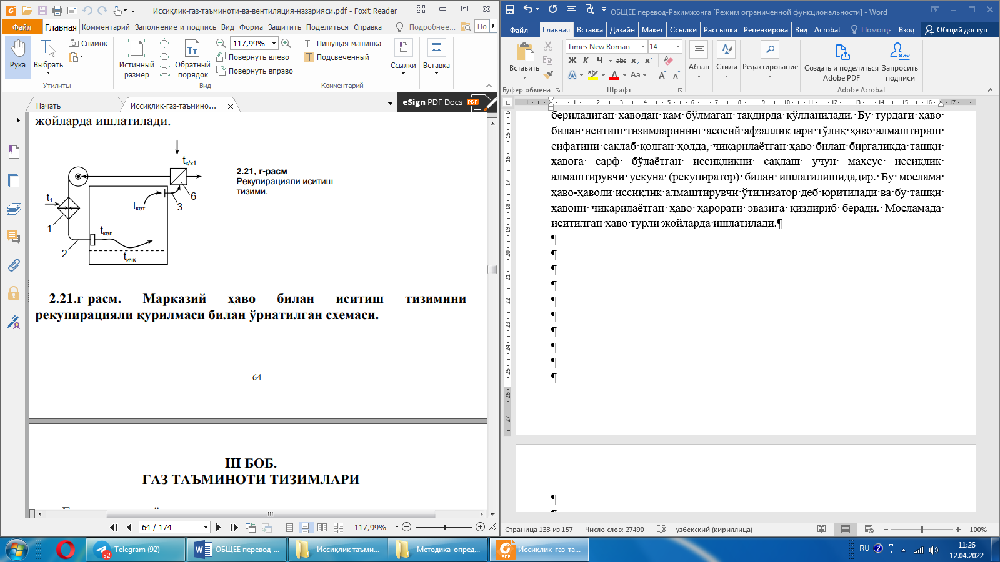 Иссиқлик-газ-таъминоти-ва-вентиляция-назарияси.pdf - Foxit Reader
Файл Главная Комментарий Заполнение и подпись Вид Форма Защитить Поделиться Справка Подробнее... По
Рука
Выбрать
Снимок
Утилиты
Истинный размер
Обратный порядок
117,99%
Повернуть влево
Повернуть вправо
Вид
Пишущая машинка
Подсвеченный
Комментарий
Ссылки
Вставка
Начать
Иссиқлик-газ-таъмино...
eSign PDF Docs PDF
жойларда ишлатилади.
tк/х1
t1
tкет
6
3
1
tкел
2
tичк
2.21, г-расм.
Рекупирацияли иситиш
тизими.
2.21.г-расм. Марказий ҳаво билан иситиш тизимини
рекупирацияли қурилмаси билан ўрнатилган схемаси.
64
III БОБ.
ГАЗ ТАЪМИНОТИ ТИЗИМЛАРИ
64 / 174
117,99%
ОБЩЕЕ перевод-Рахимжонга [Режим ограниченной функциональности] - Word
Файл Главная Вставка Дизайн Макет Ссылки Рассылки Рецензирова Вид Acrobat Помощь Вход Общий доступ
Вставить
Буфер обмена
Times New Roman 14
Ж К Ч abc x₂ x²
Шрифт
Абзац
Стили
Редактирование
Создать и поделиться Adobe PDF
Запросить подписи
Adobe Acrobat
бериладиган ҳаводан кам бўлмаган тақдирда қўлланилади. Бу турдаги ҳаво
билан иситиш тизимларининг асосий афзалликлари тўлиқ ҳаво алмаштириш
сифатини сақлаб қолган ҳолда, чиқарилаётган ҳаво билан биргаликда ташқи
ҳавога сарф бўлаётган иссиқликни сақлаш учун махсус иссиқлик
алмаштирувчи ускуна (рекупиратор) билан ишлатилишидадир. Бу мослама
ҳаво-ҳаволи иссиқлик алмаштирувчи ўтилизатор деб юритилади ва бу ташқи
ҳавони чиқарилаётган ҳаво ҳарорати эвазига қиздириб беради. Мосламада
иситилган ҳаво турли жойларда ишлатилади.¶
Страница 133 из 157 Число слов: 27490 узбекский (кириллица) 100%
Telegram (92)
ОБЩЕЕ перевод-...
Иссиқлик таъми...
Методика_опред...
Иссиқлик-газ-та...
RU
11:26
12.04.2022